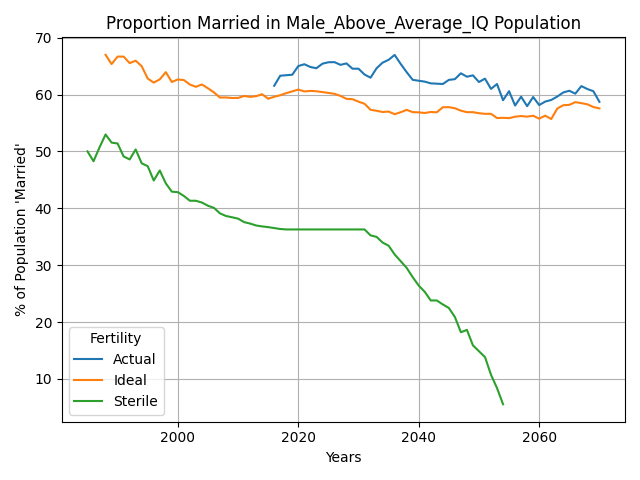 Proportion Married in Male_Above_Average_IQ Population
% of Population 'Married'
70
60
50
40
30
20
10
Fertility
Actual
Ideal
Sterile
2000 2020 2040 2060
Years